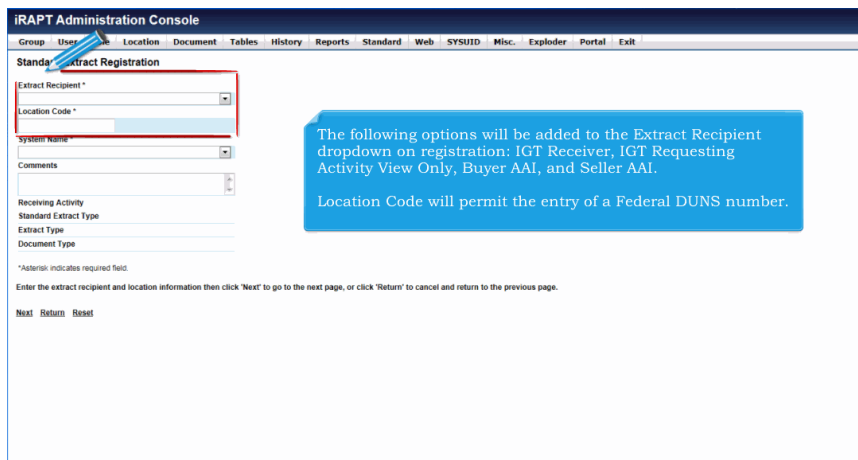 iRAPT Administration Console
Group User Location Document Tables History Reports Standard Web SYSUID Misc. Exploder Portal Exit
Standard Extract Registration
Extract Recipient *
Location Code *
System Name *
Comments
Receiving Activity
Standard Extract Type
Extract Type
Document Type
*Asterisk indicates required field.
Enter the extract recipient and location information then click 'Next' to go to the next page, or click 'Return' to cancel and return to the previous page.
Next Return Reset
The following options will be added to the Extract Recipient
dropdown on registration: IGT Receiver, IGT Requesting
Activity View Only, Buyer AAI, and Seller AAI.
Location Code will permit the entry of a Federal DUNS number.